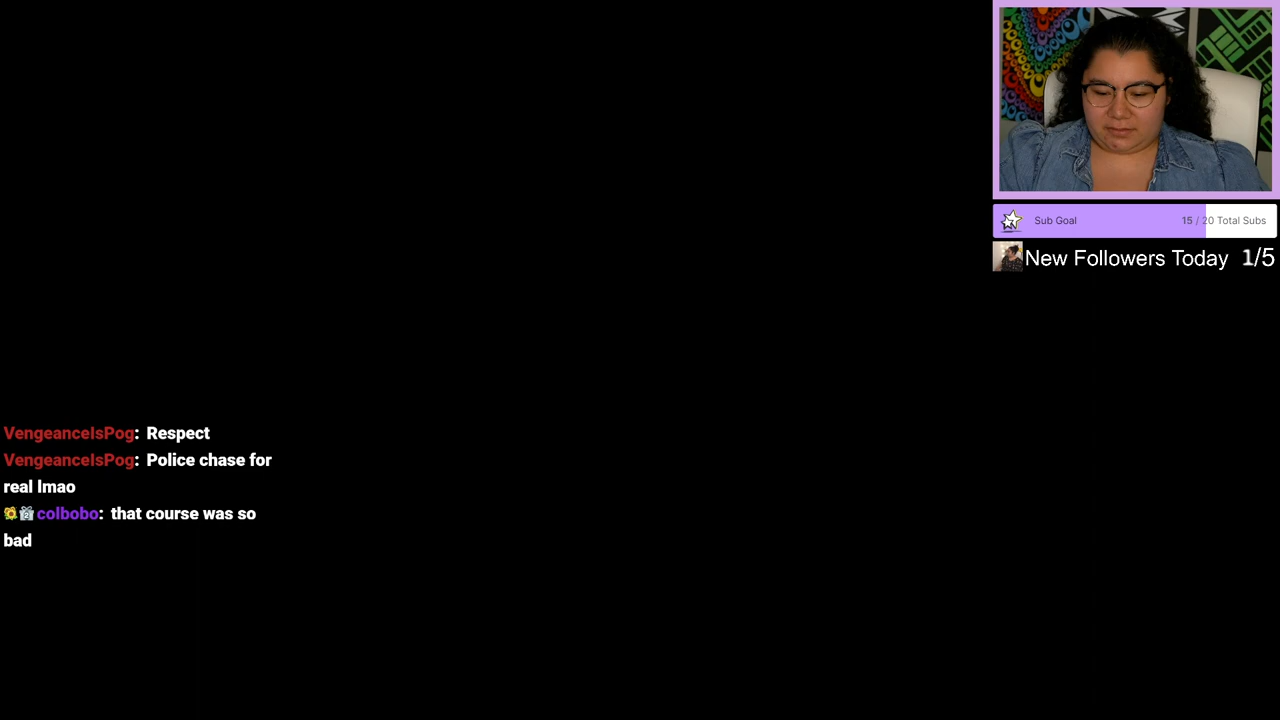 Sub Goal 15 / 20 Total Subs
New Followers Today 1/5
VengeanceIsPog: Respect
VengeanceIsPog: Police chase for
real lmao
colbobo: that course was so
bad